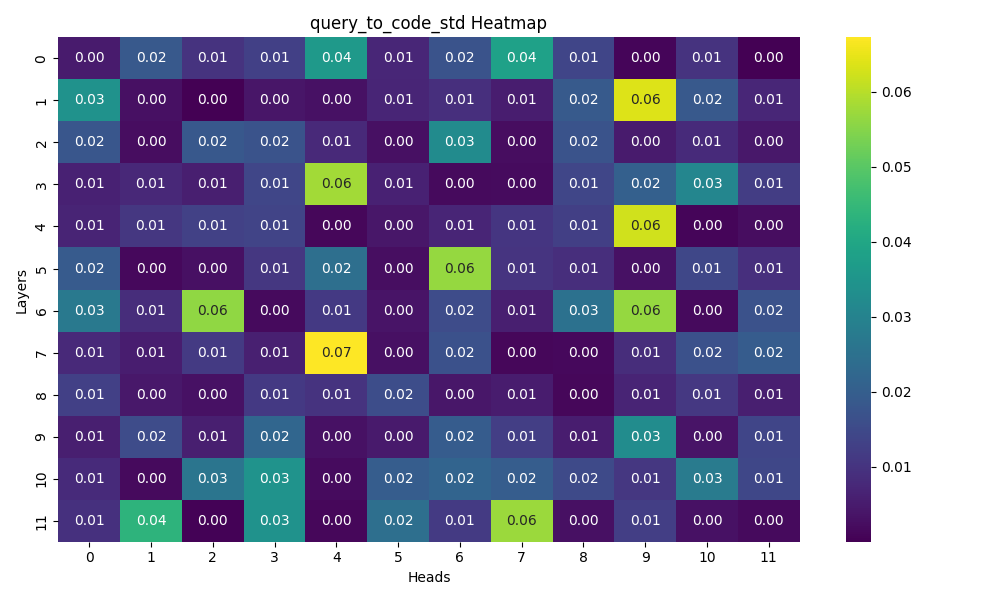 query_to_code_std Heatmap
0 0.00 0.02 0.01 0.01 0.04 0.01 0.02 0.04 0.01 0.00 0.01 0.00
1 0.03 0.00 0.00 0.00 0.00 0.01 0.01 0.01 0.02 0.06 0.02 0.01
2 0.02 0.00 0.02 0.02 0.01 0.00 0.03 0.00 0.02 0.00 0.01 0.00
3 0.01 0.01 0.01 0.01 0.06 0.01 0.00 0.00 0.01 0.02 0.03 0.01
4 0.01 0.01 0.01 0.01 0.00 0.00 0.01 0.01 0.01 0.06 0.00 0.00
5 0.02 0.00 0.00 0.01 0.02 0.00 0.06 0.01 0.01 0.00 0.01 0.01
6 0.03 0.01 0.06 0.00 0.01 0.00 0.02 0.01 0.03 0.06 0.00 0.02
7 0.01 0.01 0.01 0.01 0.07 0.00 0.02 0.00 0.00 0.01 0.02 0.02
8 0.01 0.00 0.00 0.01 0.01 0.02 0.00 0.01 0.00 0.01 0.01 0.01
9 0.01 0.02 0.01 0.02 0.00 0.00 0.02 0.01 0.01 0.03 0.00 0.01
10 0.01 0.00 0.03 0.03 0.00 0.02 0.02 0.02 0.02 0.01 0.03 0.01
11 0.01 0.04 0.00 0.03 0.00 0.02 0.01 0.06 0.00 0.01 0.00 0.00
0 1 2 3 4 5 6 7 8 9 10 11
Heads
Layers
0.06
0.05
0.04
0.03
0.02
0.01